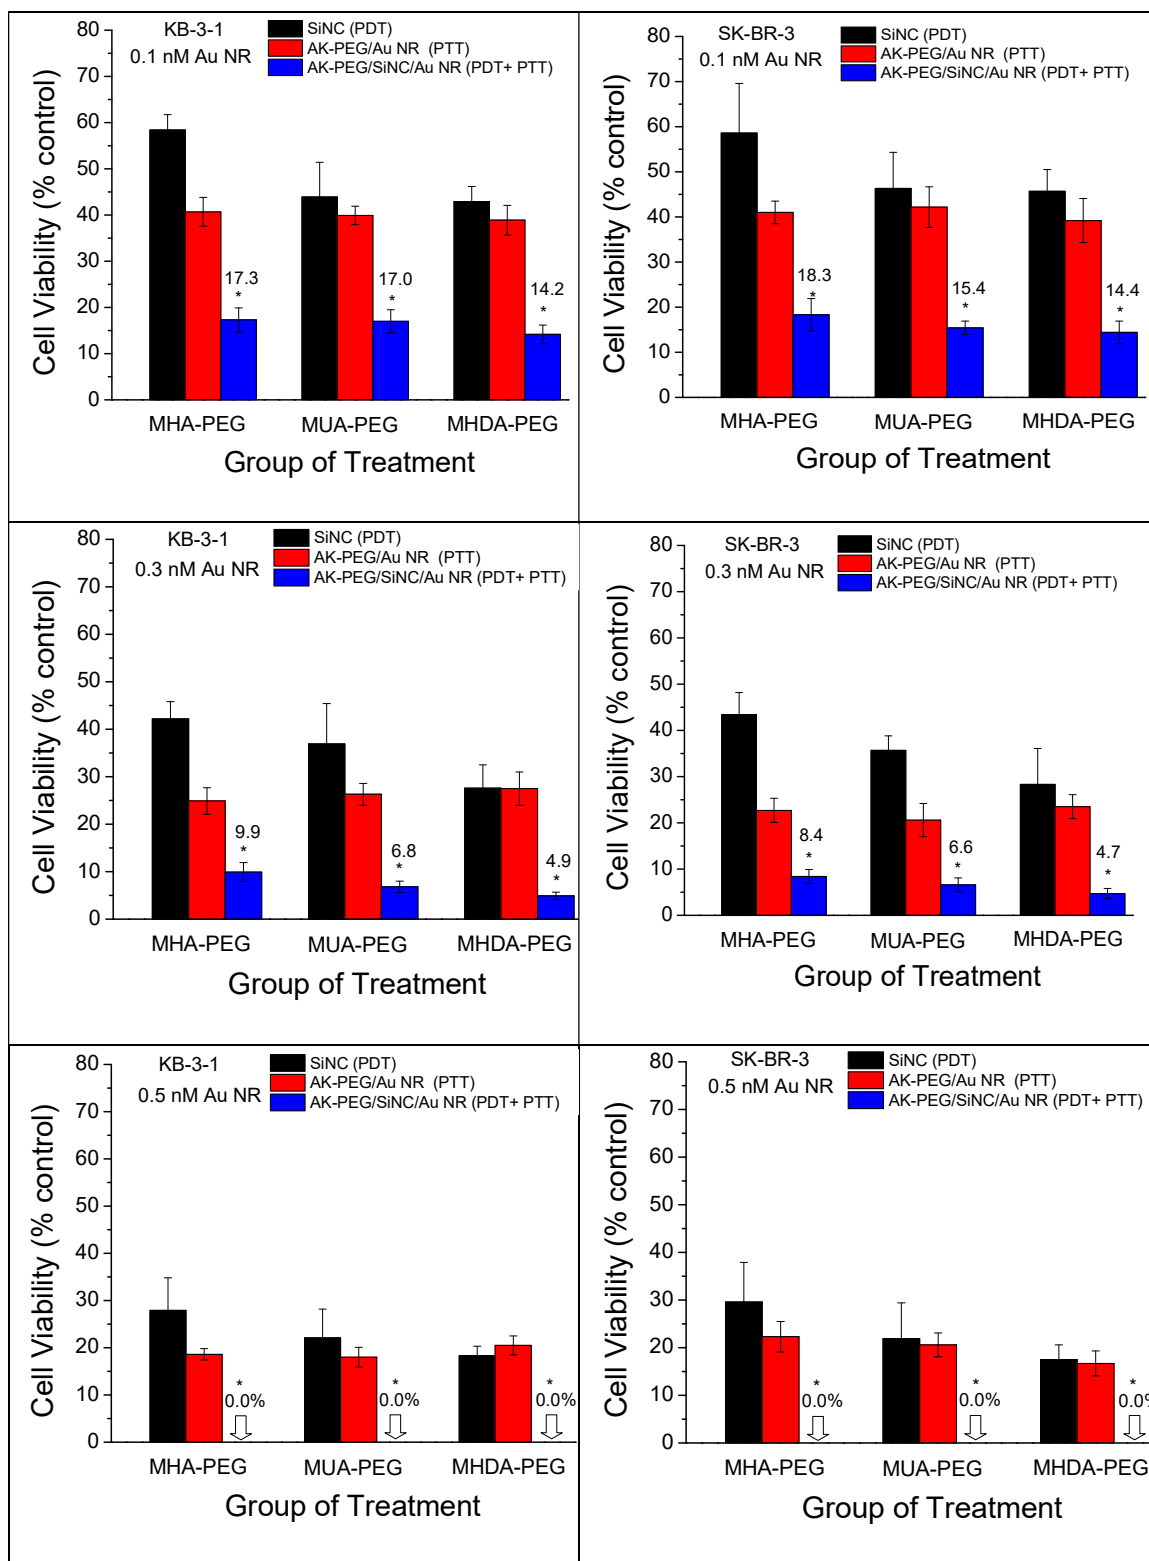 KB-3-1
0.1 nM Au NR
SiNC (PDT)
AK-PEG/Au NR (PTT)
AK-PEG/SiNC/Au NR (PDT+ PTT)
Cell Viability (% control)
80
70
60
50
40
30
20
10
0
17.3
*
17.0
*
14.2
*
MHA-PEG MUA-PEG MHDA-PEG
Group of Treatment
SK-BR-3
0.1 nM Au NR
SiNC (PDT)
AK-PEG/Au NR (PTT)
AK-PEG/SiNC/Au NR (PDT+ PTT)
Cell Viability (% control)
80
70
60
50
40
30
20
10
0
18.3
*
15.4
*
14.4
*
MHA-PEG MUA-PEG MHDA-PEG
Group of Treatment
KB-3-1
0.3 nM Au NR
SiNC (PDT)
AK-PEG/Au NR (PTT)
AK-PEG/SiNC/Au NR (PDT+ PTT)
Cell Viability (% control)
80
70
60
50
40
30
20
10
0
9.9
*
6.8
*
4.9
*
MHA-PEG MUA-PEG MHDA-PEG
Group of Treatment
SK-BR-3
0.3 nM Au NR
SiNC (PDT)
AK-PEG/Au NR (PTT)
AK-PEG/SiNC/Au NR (PDT+ PTT)
Cell Viability (% control)
80
70
60
50
40
30
20
10
0
8.4
*
6.6
*
4.7
*
MHA-PEG MUA-PEG MHDA-PEG
Group of Treatment
KB-3-1
0.5 nM Au NR
SiNC (PDT)
AK-PEG/Au NR (PTT)
AK-PEG/SiNC/Au NR (PDT+ PTT)
Cell Viability (% control)
80
70
60
50
40
30
20
10
0
*
0.0%
*
0.0%
*
0.0%
MHA-PEG MUA-PEG MHDA-PEG
Group of Treatment
SK-BR-3
0.5 nM Au NR
SiNC (PDT)
AK-PEG/Au NR (PTT)
AK-PEG/SiNC/Au NR (PDT+ PTT)
Cell Viability (% control)
80
70
60
50
40
30
20
10
0
*
0.0%
*
0.0%
*
0.0%
MHA-PEG MUA-PEG MHDA-PEG
Group of Treatment